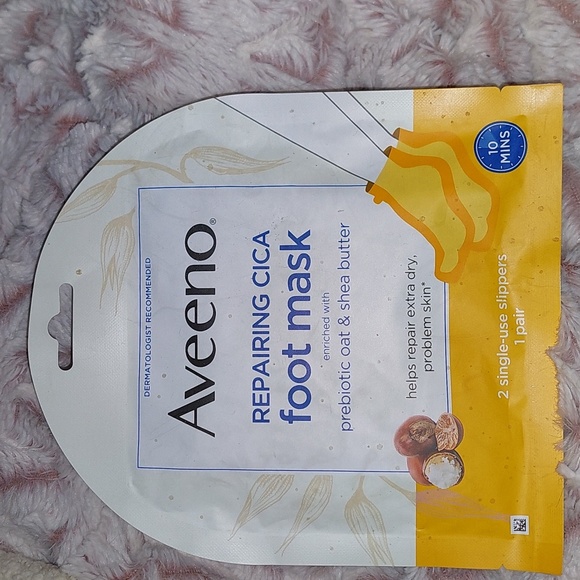 DERMATOLOGIST RECOMMENDED
Aveeno®
REPAIRING CICA
foot mask
enriched with
prebiotic oat & shea butter
helps repair extra dry,
problem skin*
10
MINS
2 single-use slippers
1 pair